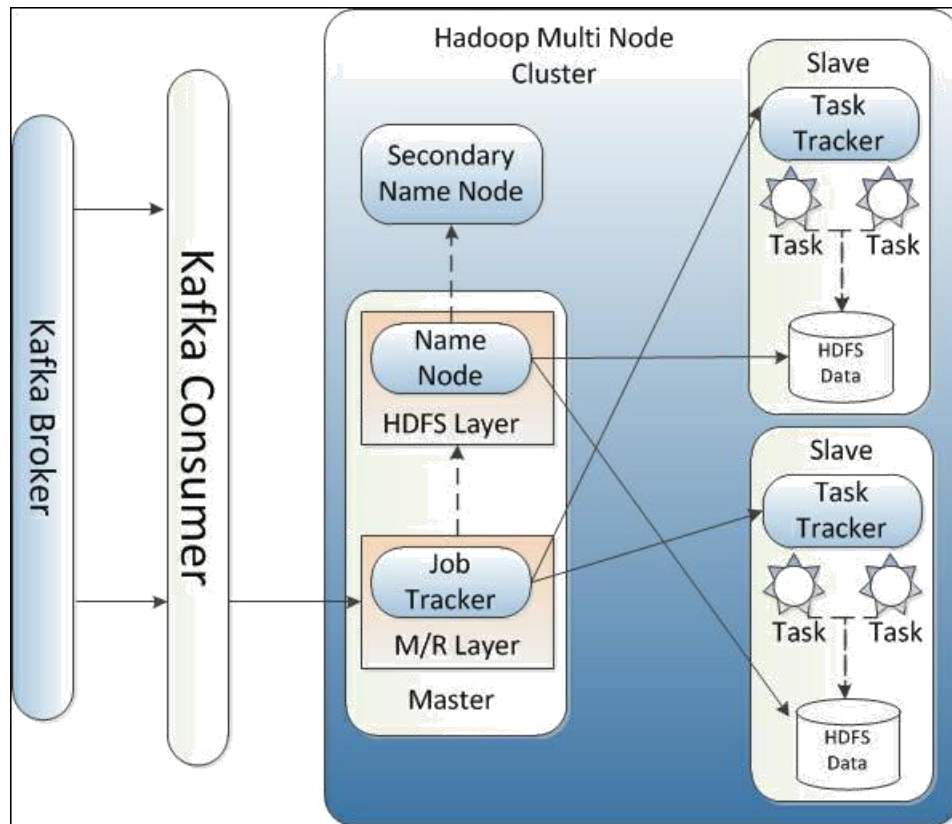 Kafka Broker
Kafka Consumer
Hadoop Multi Node
Cluster
Secondary
Name Node
Name
Node
HDFS Layer
Job
Tracker
M/R Layer
Master
Slave
Task
Tracker
Task
Task
HDFS
Data
Slave
Task
Tracker
Task
Task
HDFS
Data